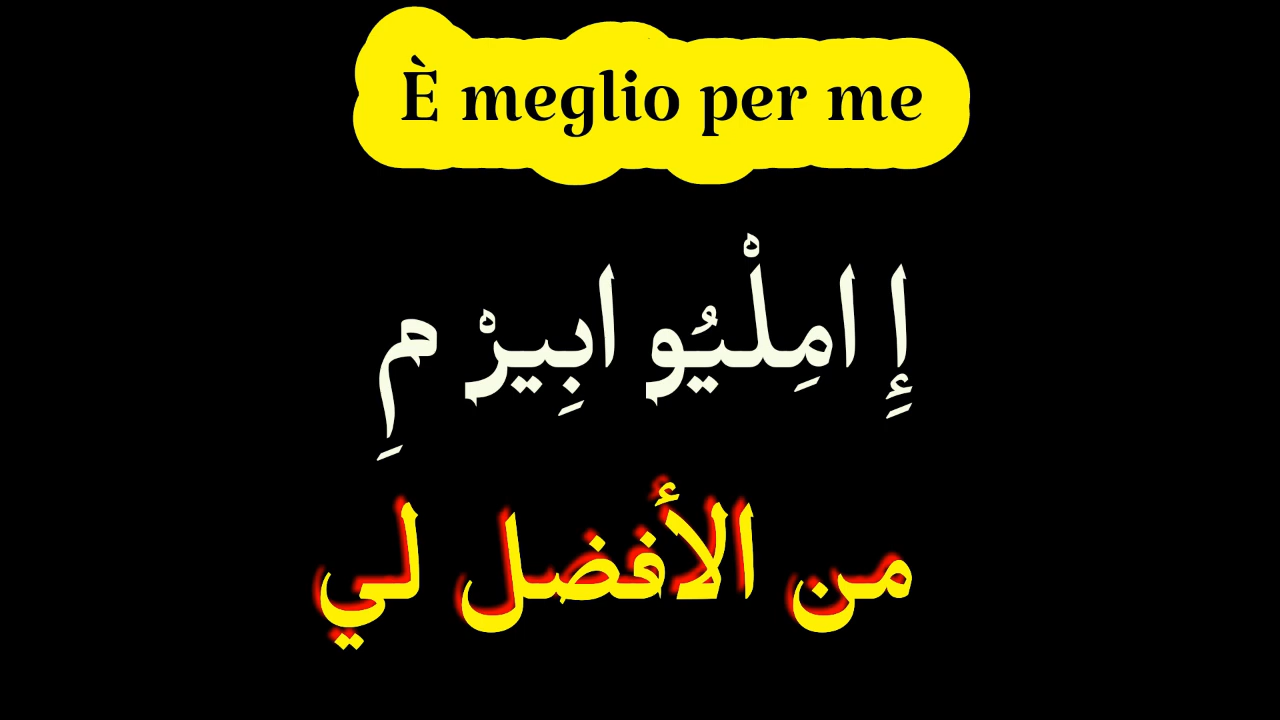 È meglio per me
إِ امِلْيُو ابِيرْ مِ
من الأفضل لي